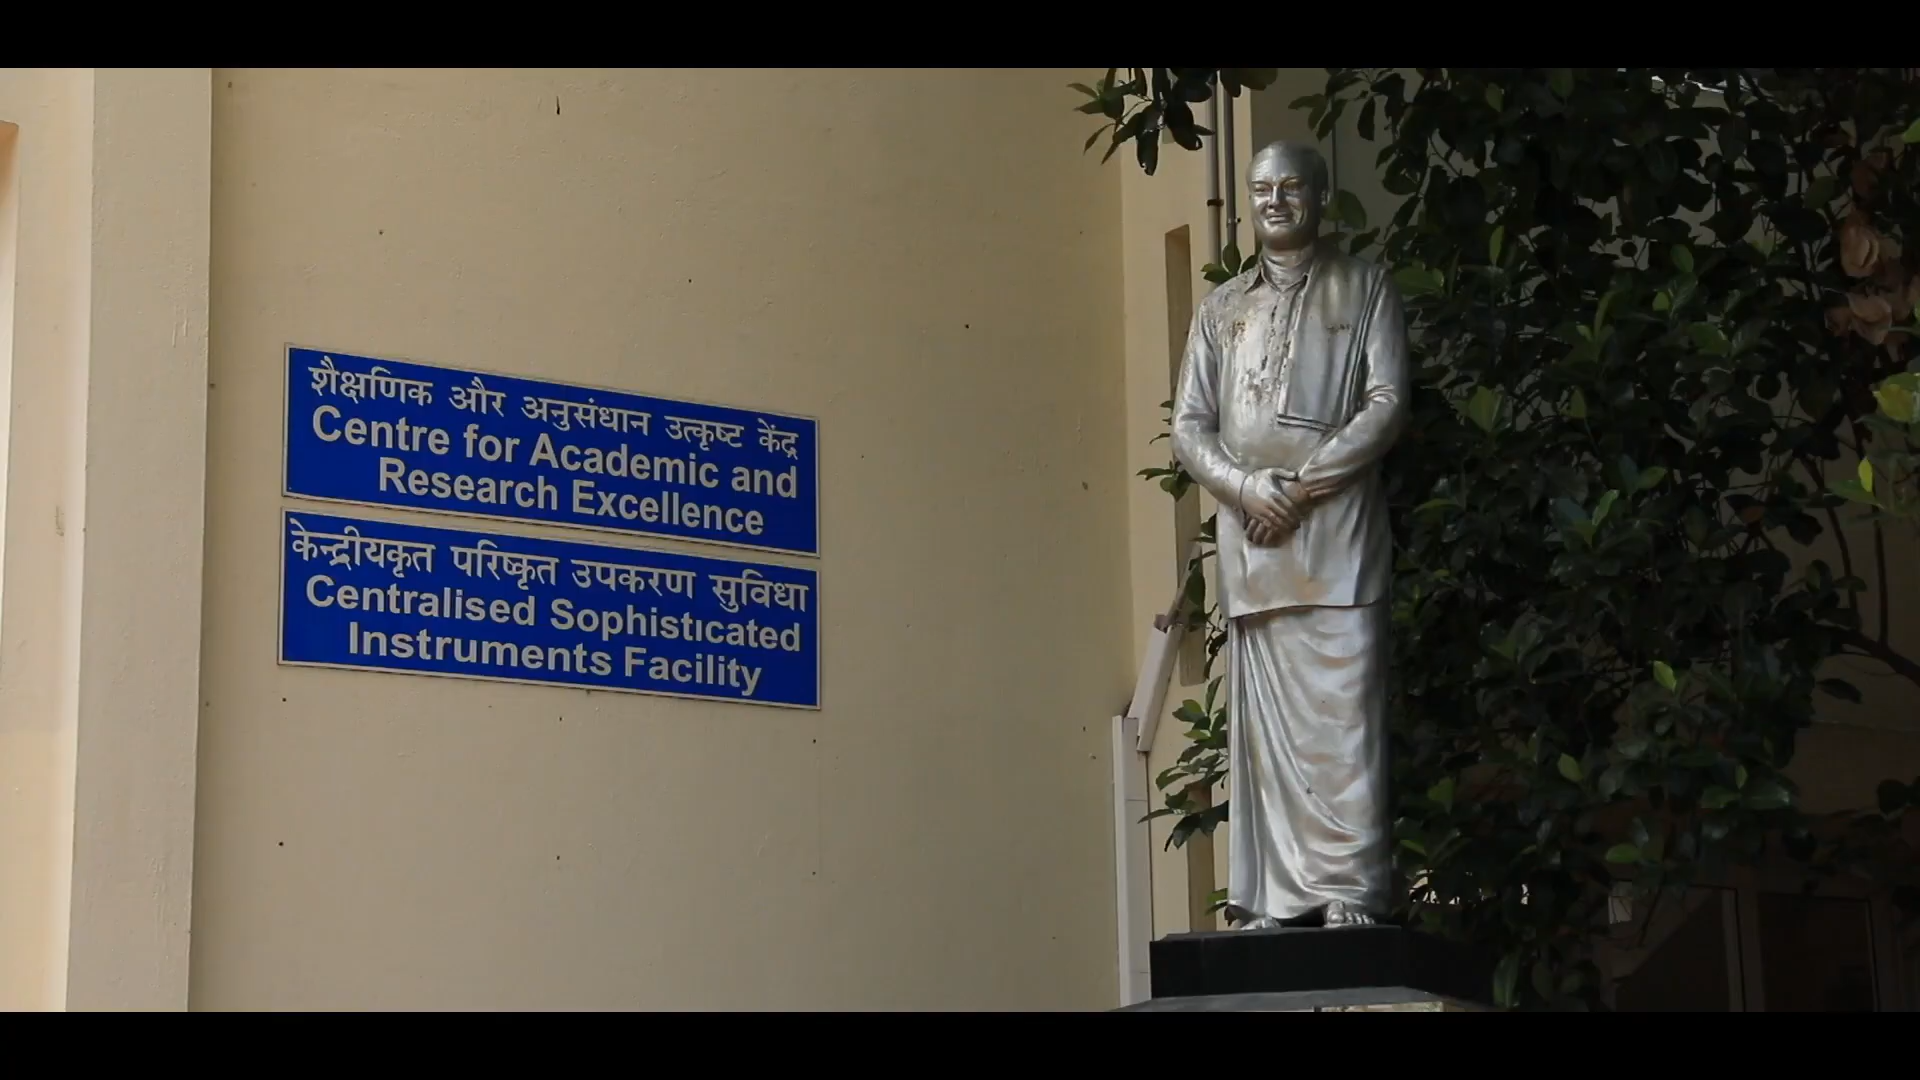 शैक्षणिक और अनुसंधान उत्कृष्ट केंद्र
Centre for Academic and
Research Excellence
केन्द्रीयकृत परिष्कृत उपकरण सुविधा
Centralised Sophisticated
Instruments Facility